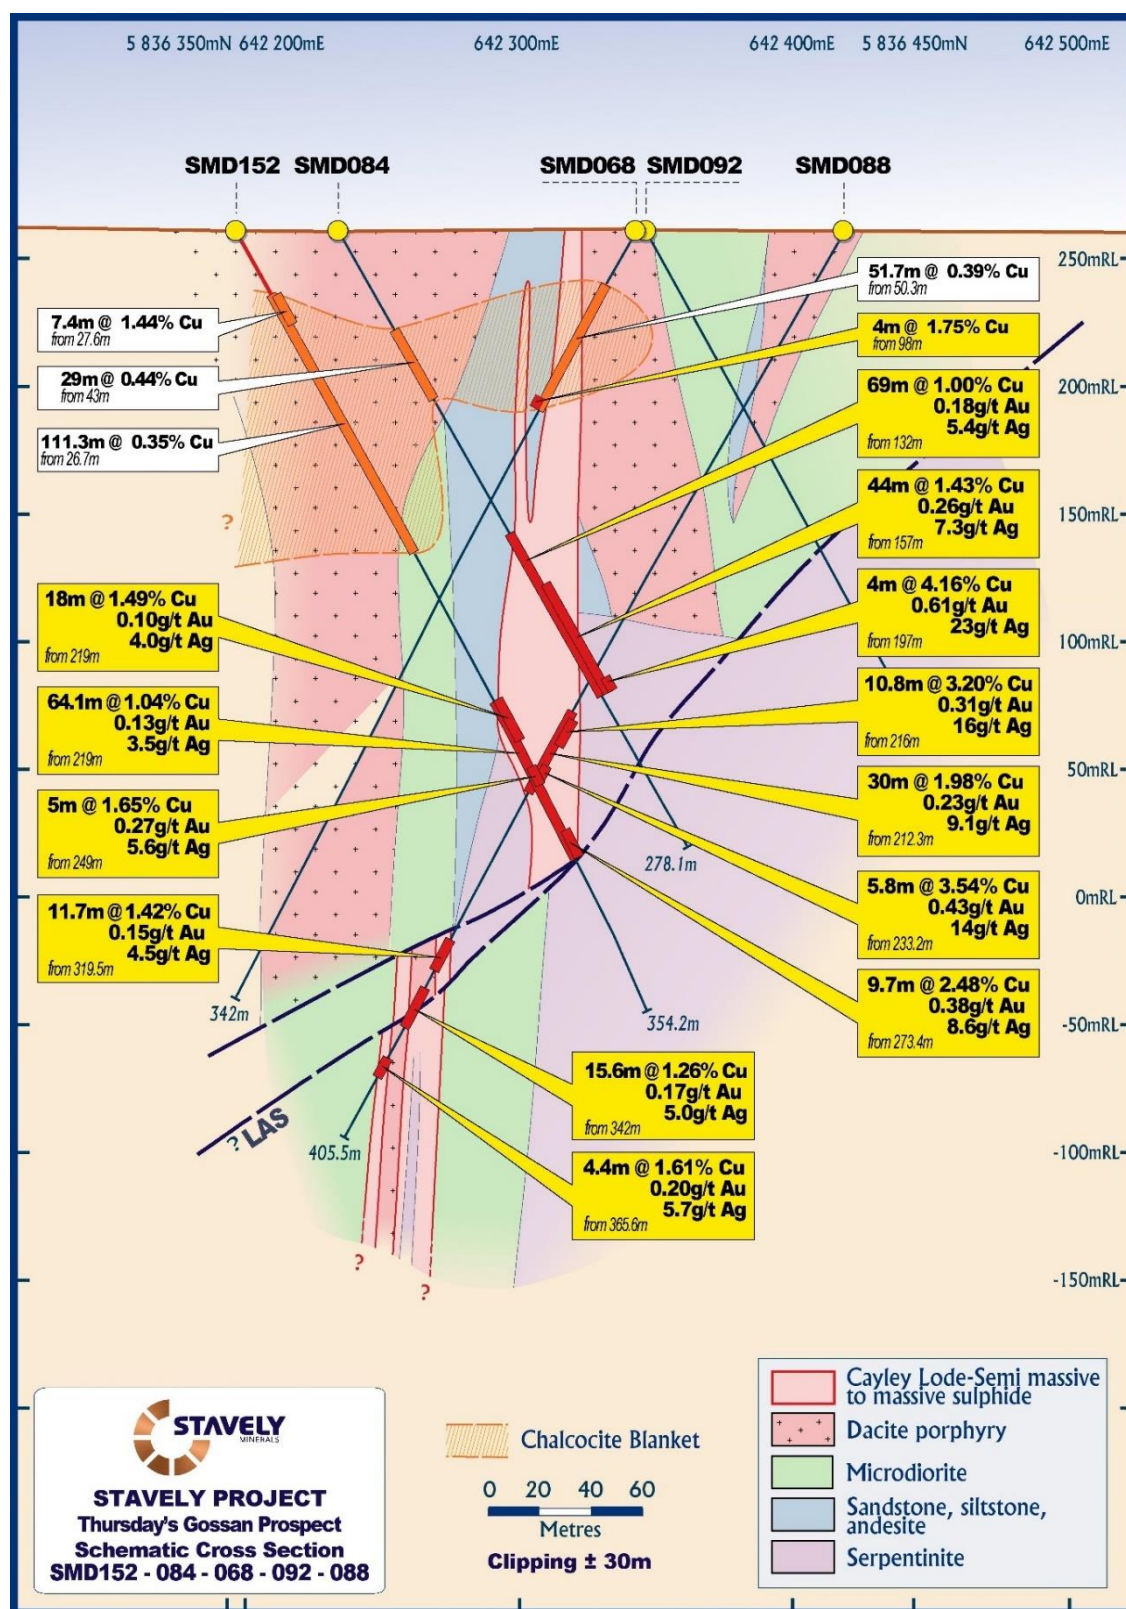 5 836 350mN 642 200mE 642 300mE 642 400mE 5 836 450mN 642 500mE
SMD152 SMD084 SMD068 SMD092 SMD088
250mRL
200mRL
150mRL
100mRL
50mRL
0mRL
-50mRL
-100mRL
-150mRL
7.4m @ 1.44% Cu
from 27.6m
29m @ 0.44% Cu
from 43m
111.3m @ 0.35% Cu
from 26.7m
?
18m @ 1.49% Cu
0.10g/t Au
4.0g/t Ag
from 219m
64.1m @ 1.04% Cu
0.13g/t Au
3.5g/t Ag
from 219m
5m @ 1.65% Cu
0.27g/t Au
5.6g/t Ag
from 249m
11.7m @ 1.42% Cu
0.15g/t Au
4.5g/t Ag
from 319.5m
51.7m @ 0.39% Cu
from 50.3m
4m @ 1.75% Cu
from 98m
69m @ 1.00% Cu
0.18g/t Au
5.4g/t Ag
from 132m
44m @ 1.43% Cu
0.26g/t Au
7.3g/t Ag
from 157m
4m @ 4.16% Cu
0.61g/t Au
23g/t Ag
from 197m
10.8m @ 3.20% Cu
0.31g/t Au
16g/t Ag
from 216m
30m @ 1.98% Cu
0.23g/t Au
9.1g/t Ag
from 212.3m
5.8m @ 3.54% Cu
0.43g/t Au
14g/t Ag
from 233.2m
9.7m @ 2.48% Cu
0.38g/t Au
8.6g/t Ag
from 273.4m
15.6m @ 1.26% Cu
0.17g/t Au
5.0g/t Ag
from 342m
4.4m @ 1.61% Cu
0.20g/t Au
5.7g/t Ag
from 365.6m
278.1m
342m
354.2m
? LAS
405.5m
?
?
STAVELY
MINERALS
STAVELY PROJECT
Thursday's Gossan Prospect
Schematic Cross Section
SMD152 - 084 - 068 - 092 - 088
Chalcocite Blanket
0 20 40 60
Metres
Clipping ± 30m
Cayley Lode-Semi massive
to massive sulphide
Dacite porphyry
Microdiorite
Sandstone, siltstone,
andesite
Serpentinite